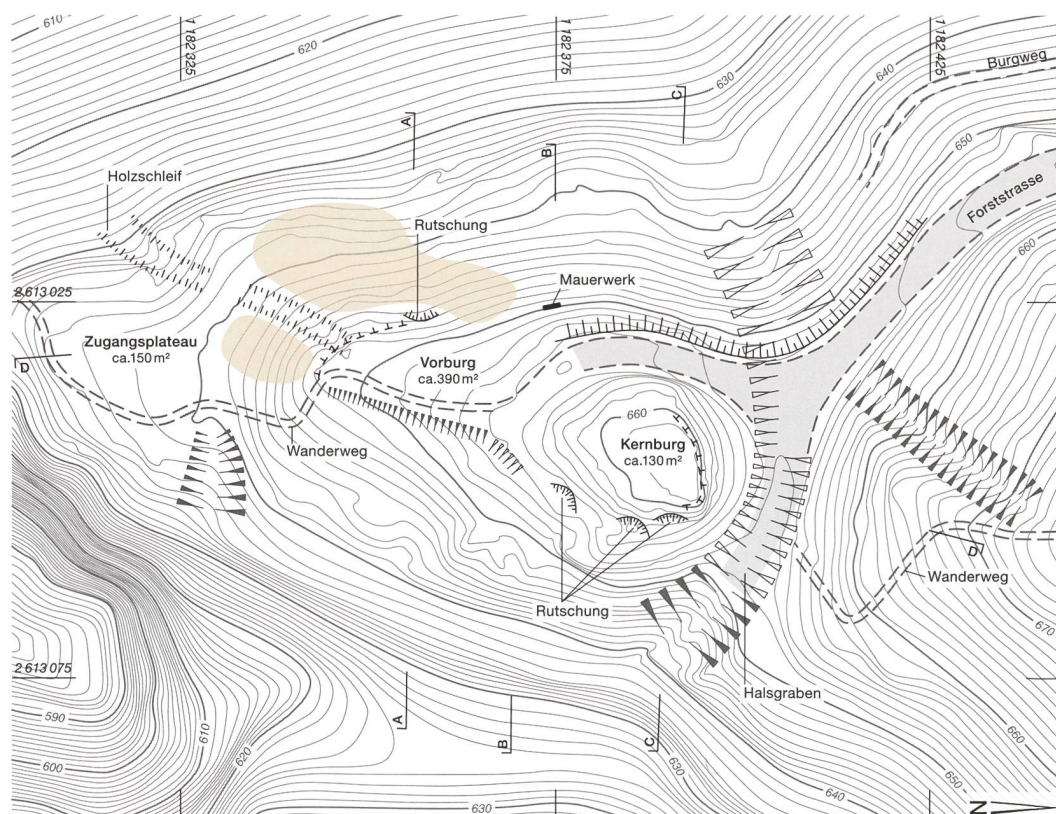 610
620
1 182 325
1 182 375
1 182 425
630
640
Burgweg
650
A
C
B
Holzschleif
Forststrasse
Rutschung
660
Mauerwerk
2 613 025
Zugangsplateau
ca. 150 m²
D
Vorburg
ca. 390 m²
660
Kernburg
ca. 130 m²
Wanderweg
D
Wanderweg
Rutschung
670
2 613 075
Halsgraben
590
610
A
B
C
660
600
620
630
650
640
630
N